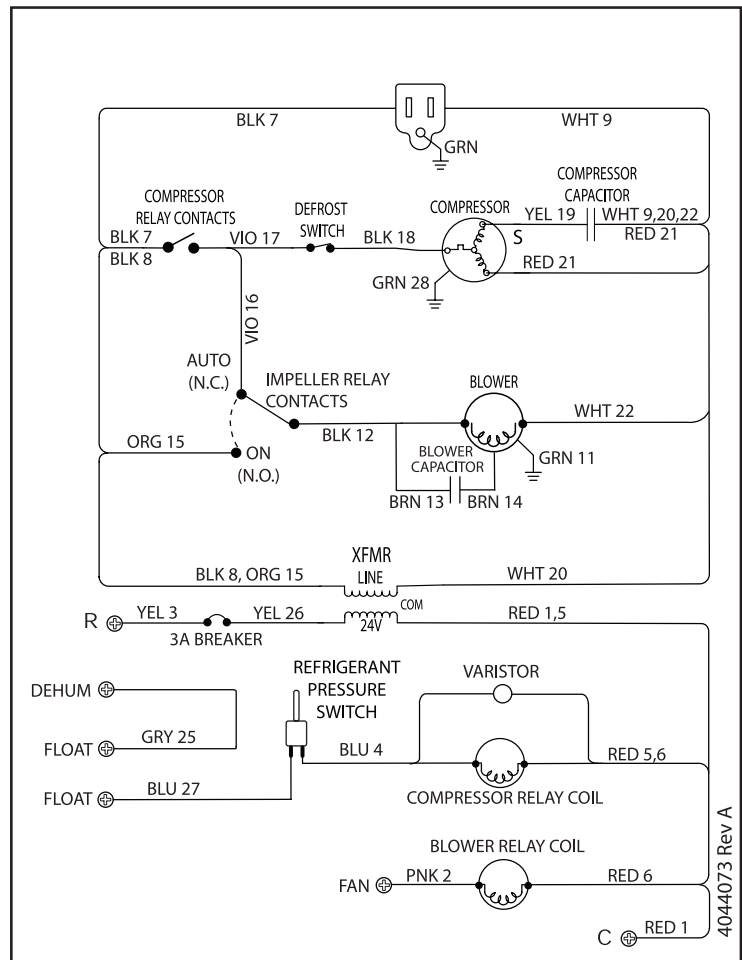 BLK 7
WHT 9
GRN
COMPRESSOR
CAPACITOR
COMPRESSOR
RELAY CONTACTS
DEFROST
SWITCH
COMPRESSOR
YEL 19
WHT 9,20,22
RED 21
S
BLK 7
BLK 8
VIO 17
BLK 18
RED 21
GRN 28
VIO 16
AUTO
(N.C.)
IMPELLER RELAY
CONTACTS
BLOWER
WHT 22
BLK 12
ORG 15
ON
(N.O.)
BLOWER
CAPACITOR
GRN 11
BRN 13
BRN 14
XFMR
LINE
BLK 8, ORG 15
WHT 20
COM
R
YEL 3
YEL 26
24V
RED 1,5
3A BREAKER
REFRIGERANT
PRESSURE
SWITCH
VARISTOR
DEHUM
GRY 25
FLOAT
BLU 4
RED 5,6
FLOAT
BLU 27
COMPRESSOR RELAY COIL
BLOWER RELAY COIL
FAN
PNK 2
RED 6
C
RED 1
4044073 Rev A